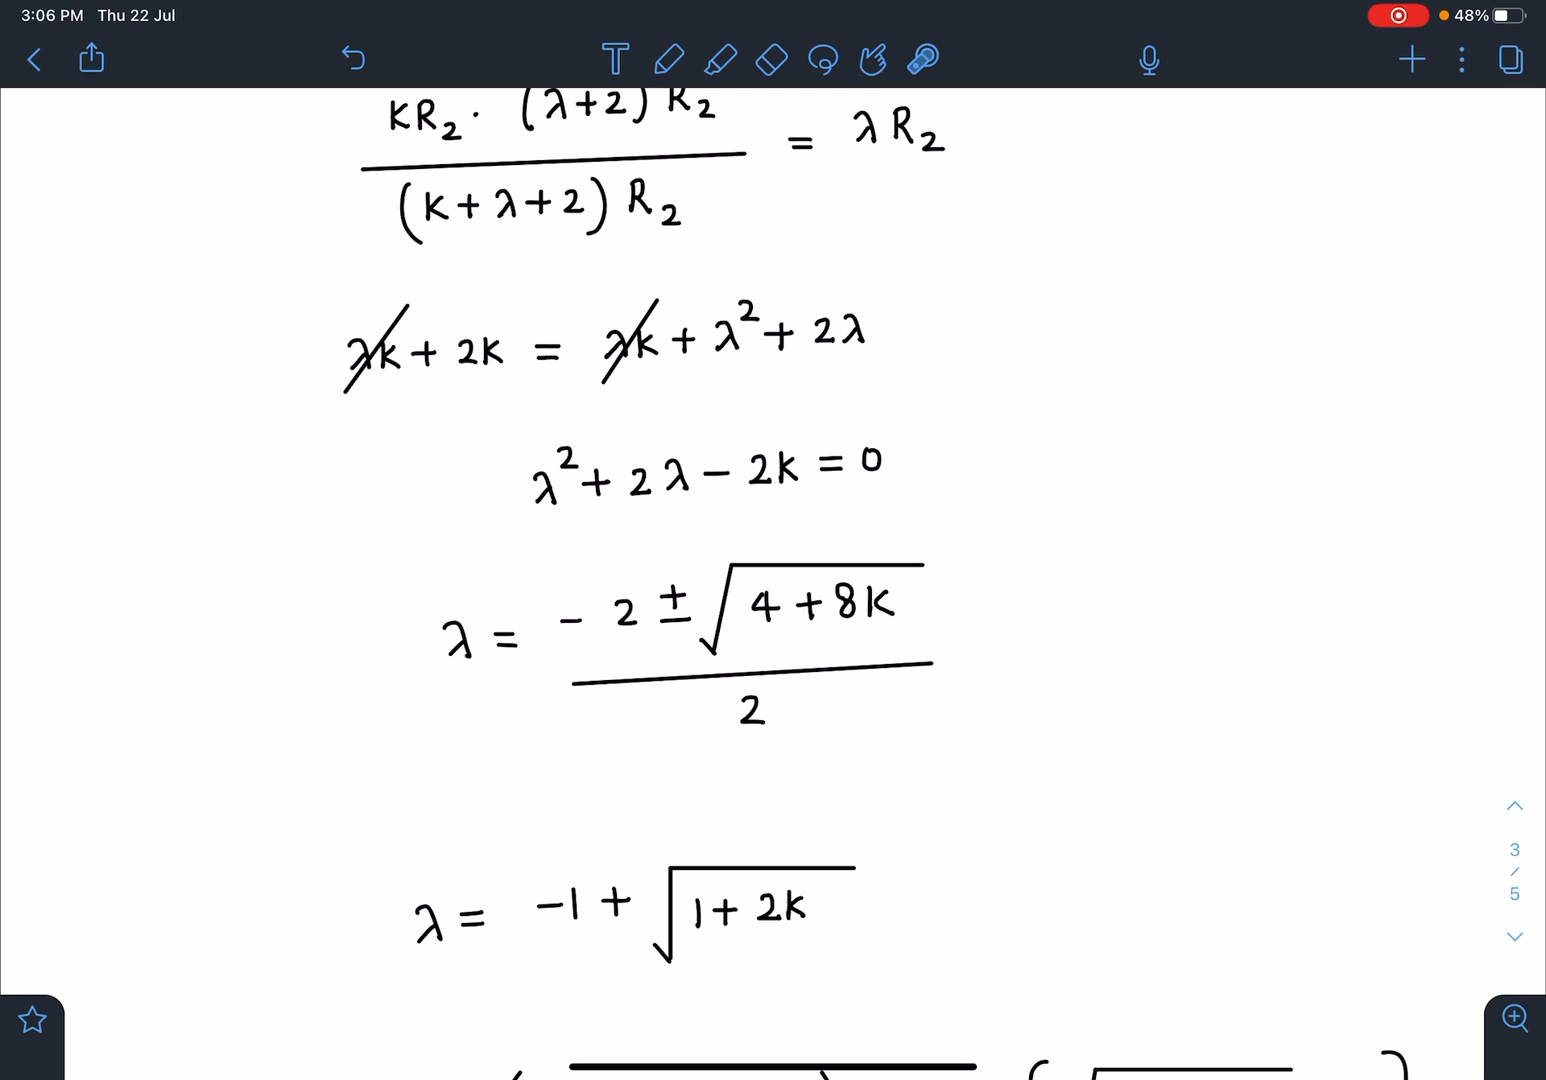 3:06 PM Thu 22 Jul 48%
T
KR₂ · (λ+2) R₂
= λR₂
(K + λ + 2) R₂
λk + 2K = λk + λ² + 2λ
λ² + 2λ - 2K = 0
- 2 ± √4 + 8K
λ =
2
3
/
5
λ = -1 + √1 + 2K